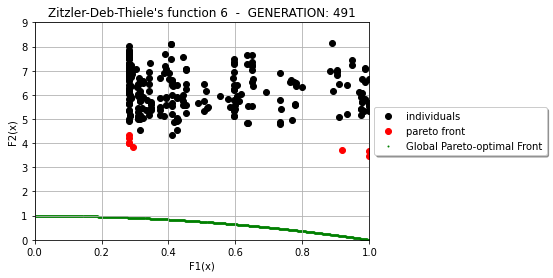 Zitzler-Deb-Thiele's function 6 - GENERATION: 491
9
8
7
6
5
4
3
2
1
0
F2(x)
0.0 0.2 0.4 0.6 0.8 1.0
F1(x)
individuals
pareto front
Global Pareto-optimal Front